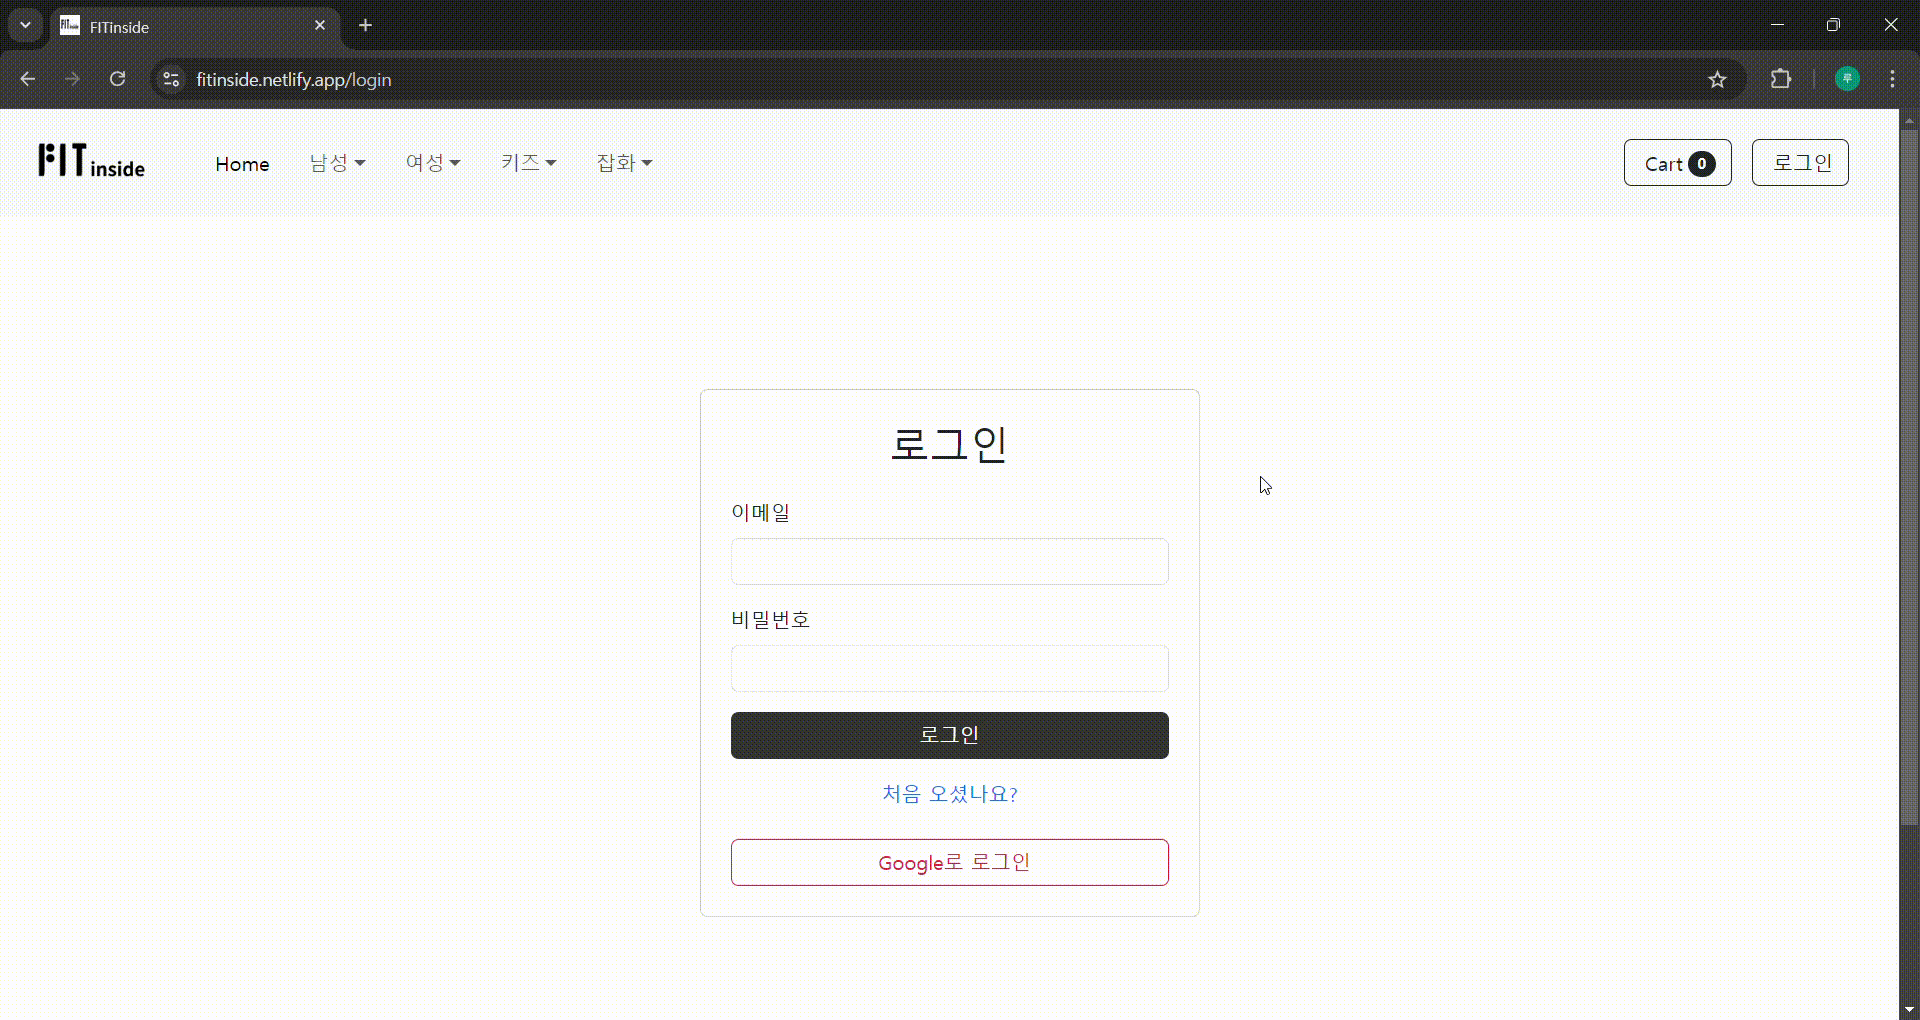 FITinside
fitinside.netlify.app/login
FIT inside
Home 남성 여성 키즈 잡화
Cart 0 로그인
로그인
이메일
비밀번호
로그인
처음 오셨나요?
Google로 로그인